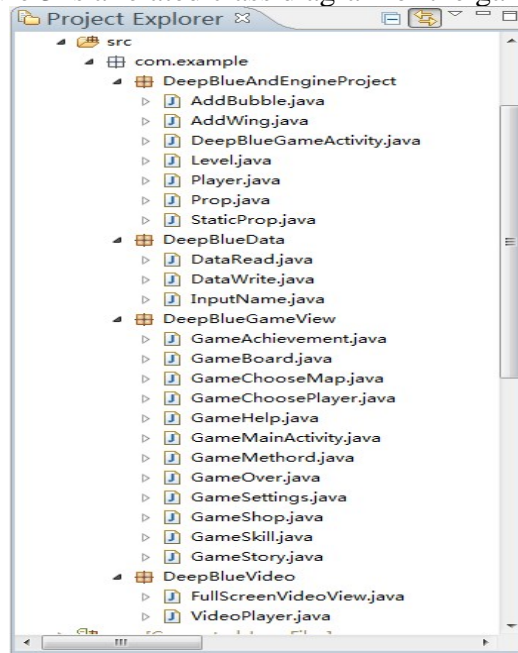 Project Explorer
src
com.example
DeepBlueAndEngineProject
AddBubble.java
AddWing.java
DeepBlueGameActivity.java
Level.java
Player.java
Prop.java
StaticProp.java
DeepBlueData
DataRead.java
DataWrite.java
InputName.java
DeepBlueGameView
GameAchievement.java
GameBoard.java
GameChooseMap.java
GameChoosePlayer.java
GameHelp.java
GameMainActivity.java
GameMethord.java
GameOver.java
GameSettings.java
GameShop.java
GameSkill.java
GameStory.java
DeepBlueVideo
FullScreenVideoView.java
VideoPlayer.java